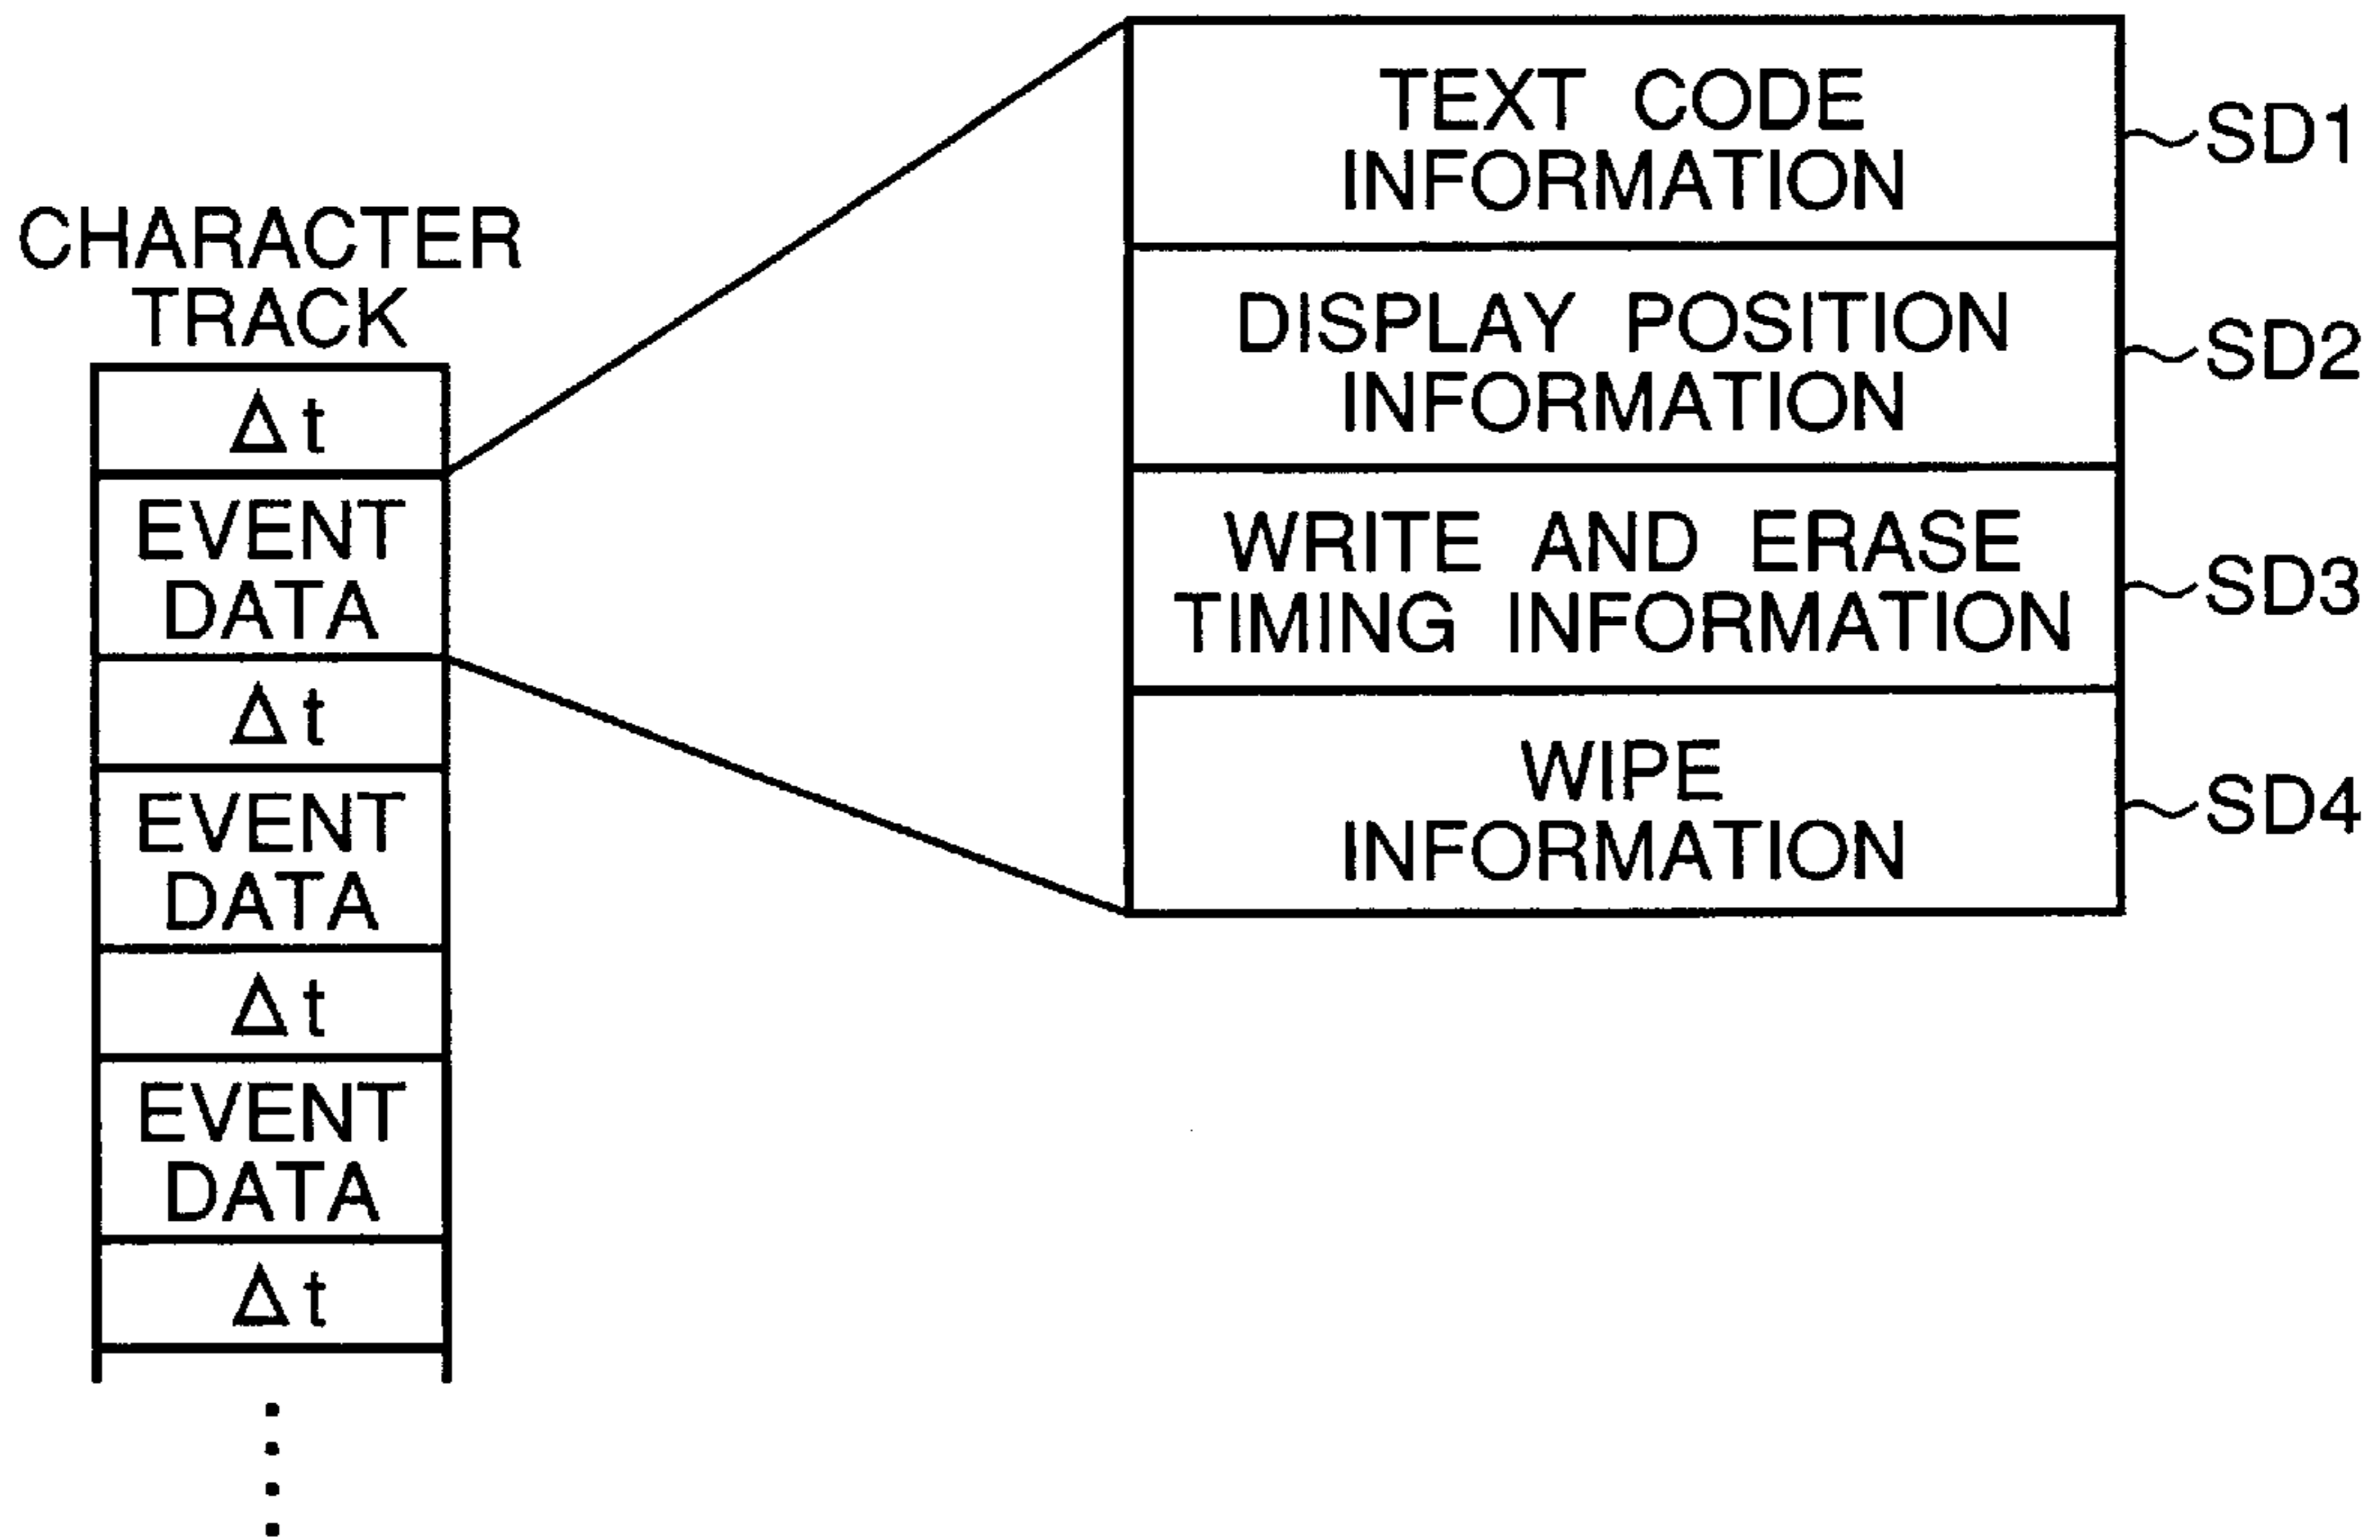 CHARACTER
TRACK
Δt
EVENT
DATA
Δt
EVENT
DATA
Δt
EVENT
DATA
Δt
TEXT CODE
INFORMATION
SD1
DISPLAY POSITION
INFORMATION
SD2
WRITE AND ERASE
TIMING INFORMATION
SD3
WIPE
INFORMATION
SD4